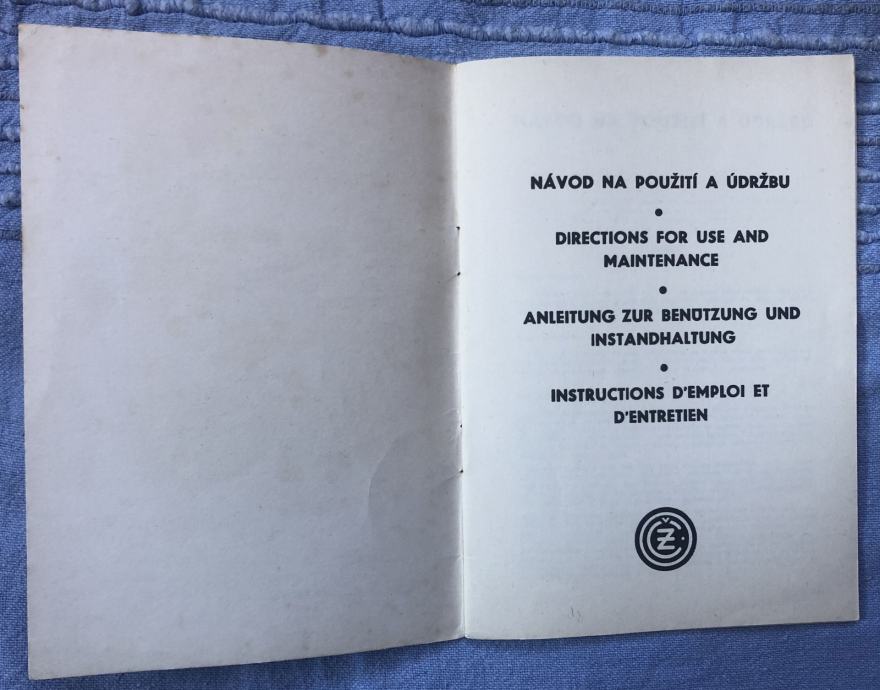 NÁVOD NA POUŽITÍ A ÚDRŽBU
DIRECTIONS FOR USE AND
MAINTENANCE
ANLEITUNG ZUR BENÜTZUNG UND
INSTANDHALTUNG
INSTRUCTIONS D'EMPLOI ET
D'ENTRETIEN
ČZ